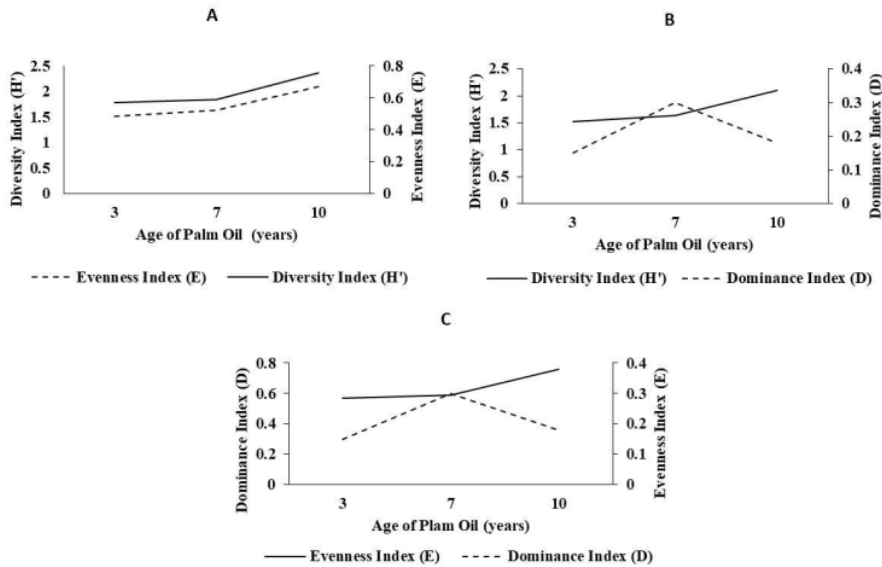 A
Diversity Index (H')
2.5
2
1.5
1
0.5
0
0.8
0.6
0.4
0.2
0
Evenness Index (E)
3 7 10
Age of Palm Oil (years)
Evenness Index (E) Diversity Index (H')
B
Diversity Index (H')
2.5
2
1.5
1
0.5
0
0.4
0.3
0.2
0.1
0
Dominance Index (D)
3 7 10
Age of Palm Oil (years)
Diversity Index (H') Dominance Index (D)
C
Dominance Index (D)
0.8
0.6
0.4
0.2
0
0.4
0.3
0.2
0.1
0
Evenness Index (E)
3 7 10
Age of Plam Oil (years)
Evenness Index (E) Dominance Index (D)